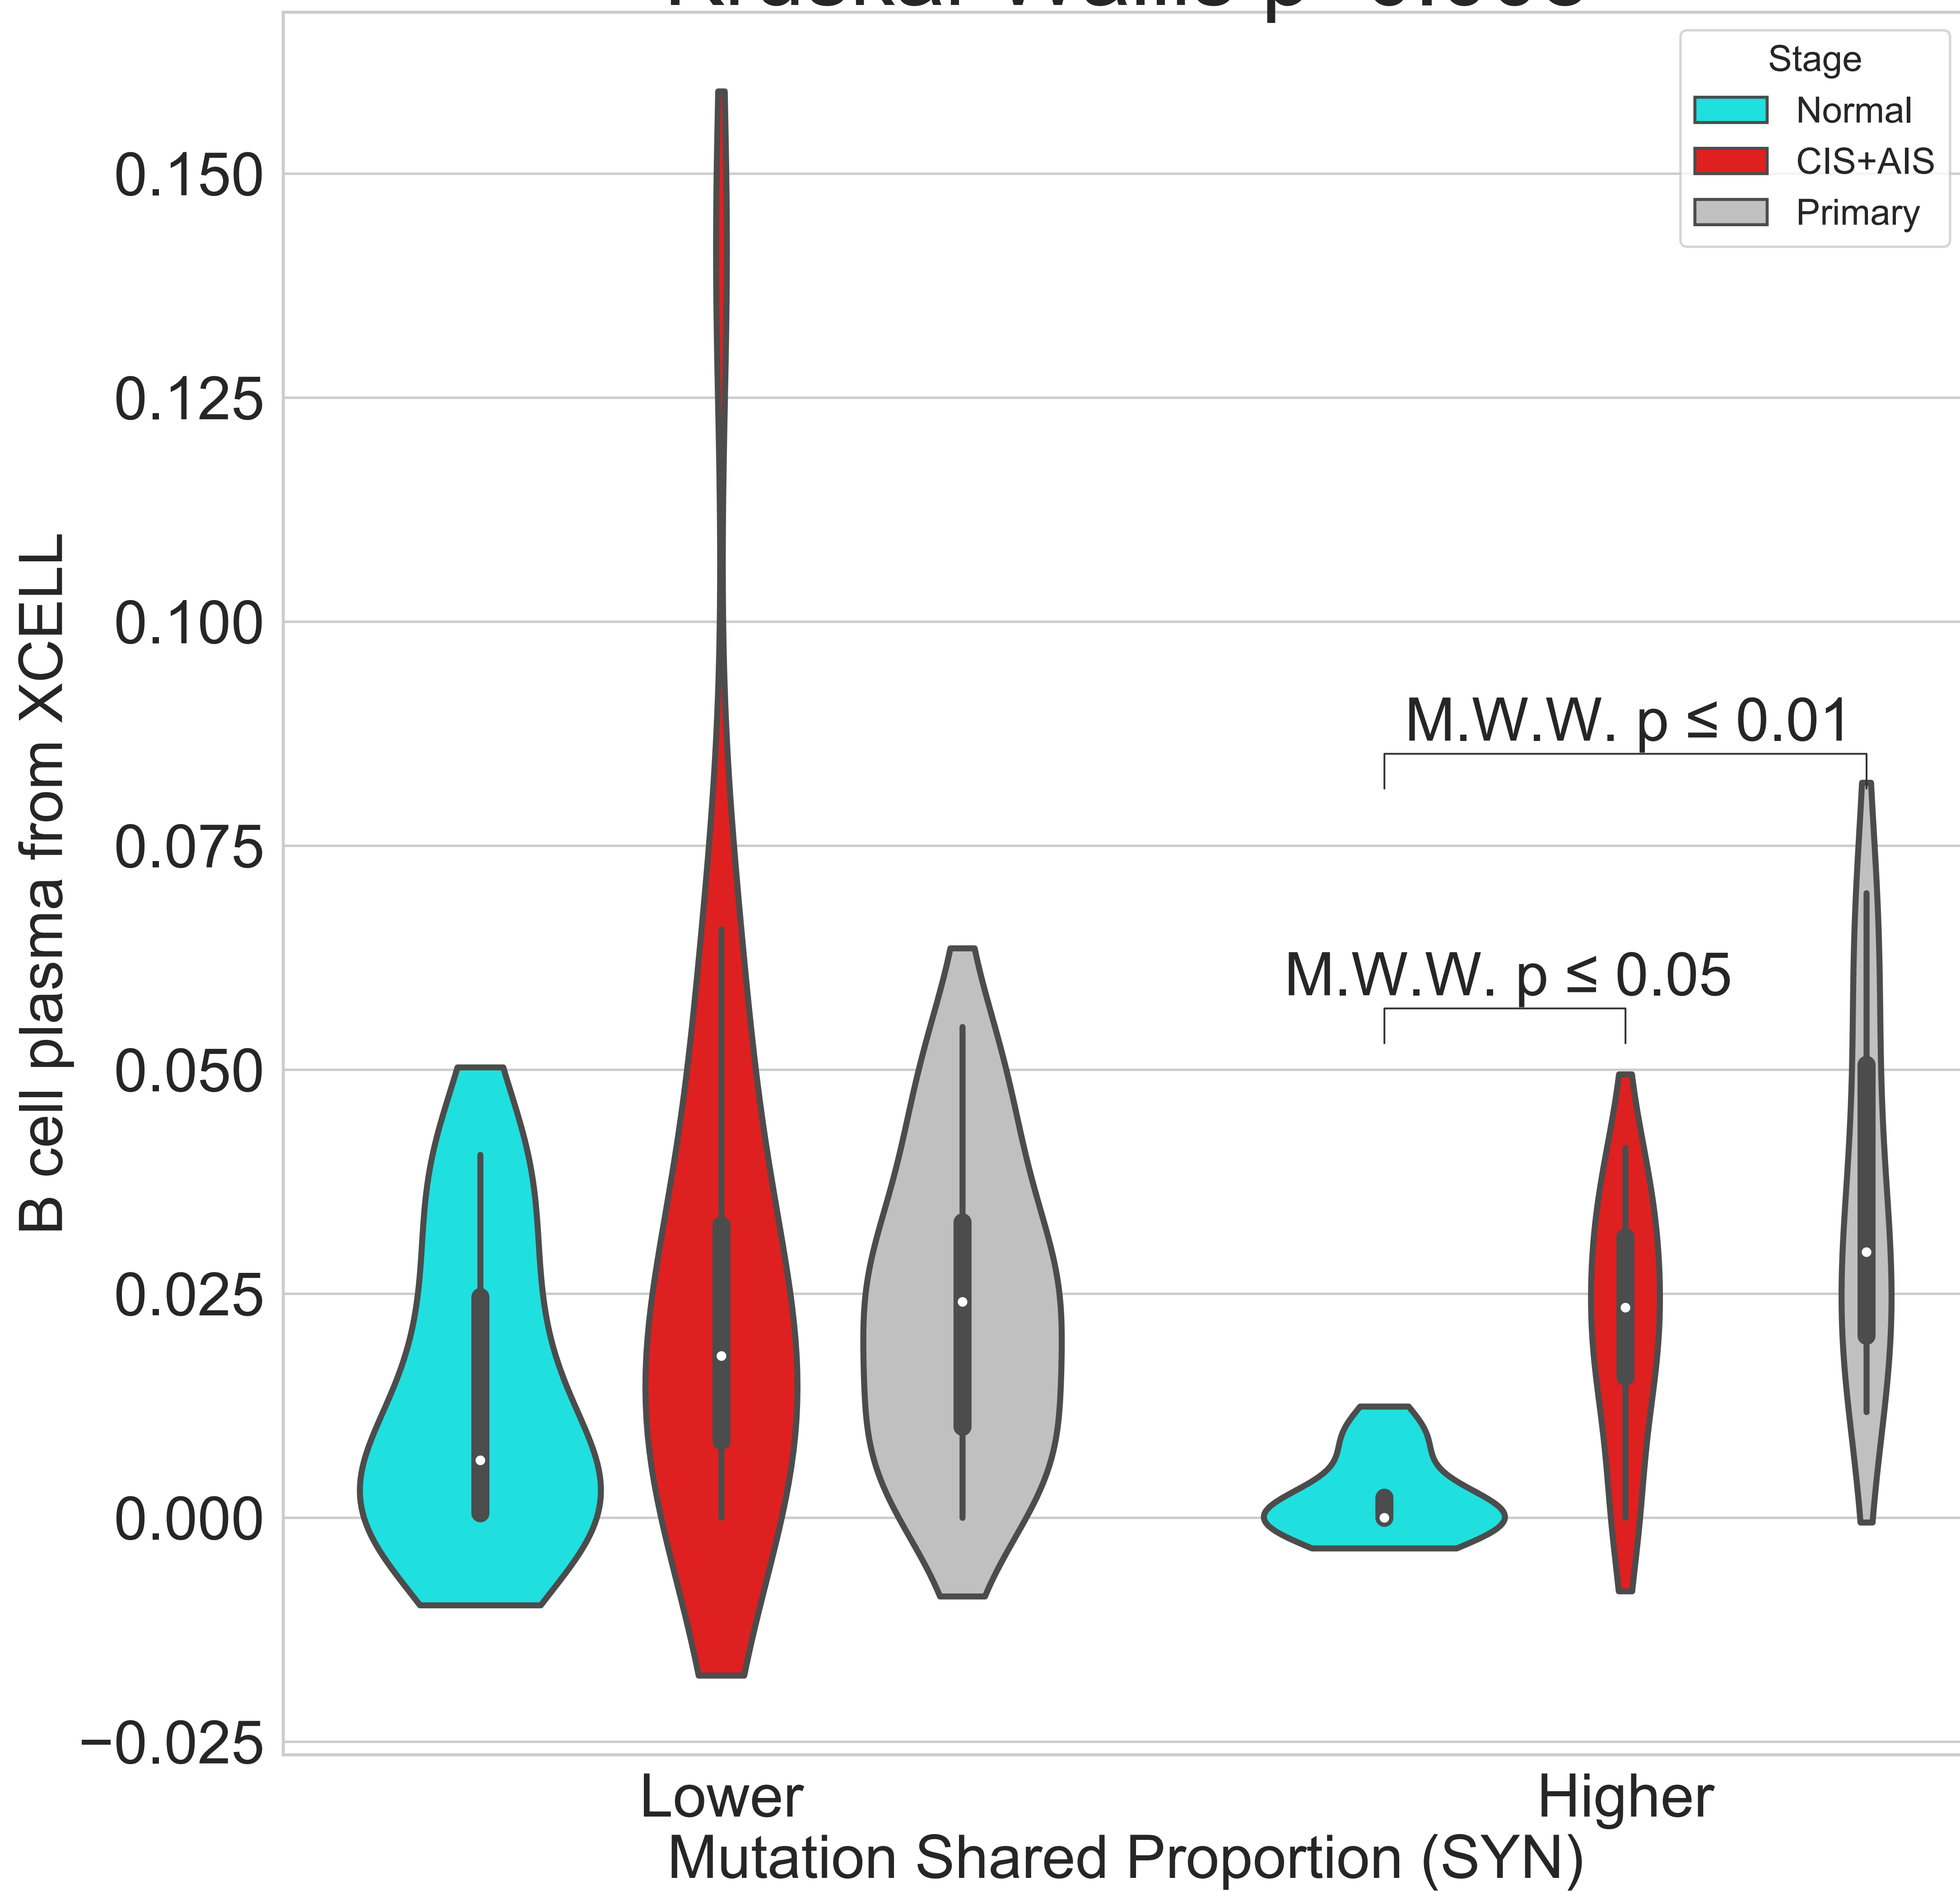 Stage
Normal
CIS+AIS
Primary
0.150
0.125
0.100
0.075
0.050
0.025
0.000
−0.025
B cell plasma from XCELL
M.W.W. p ≤ 0.01
M.W.W. p ≤ 0.05
Lower
Higher
Mutation Shared Proportion (SYN)